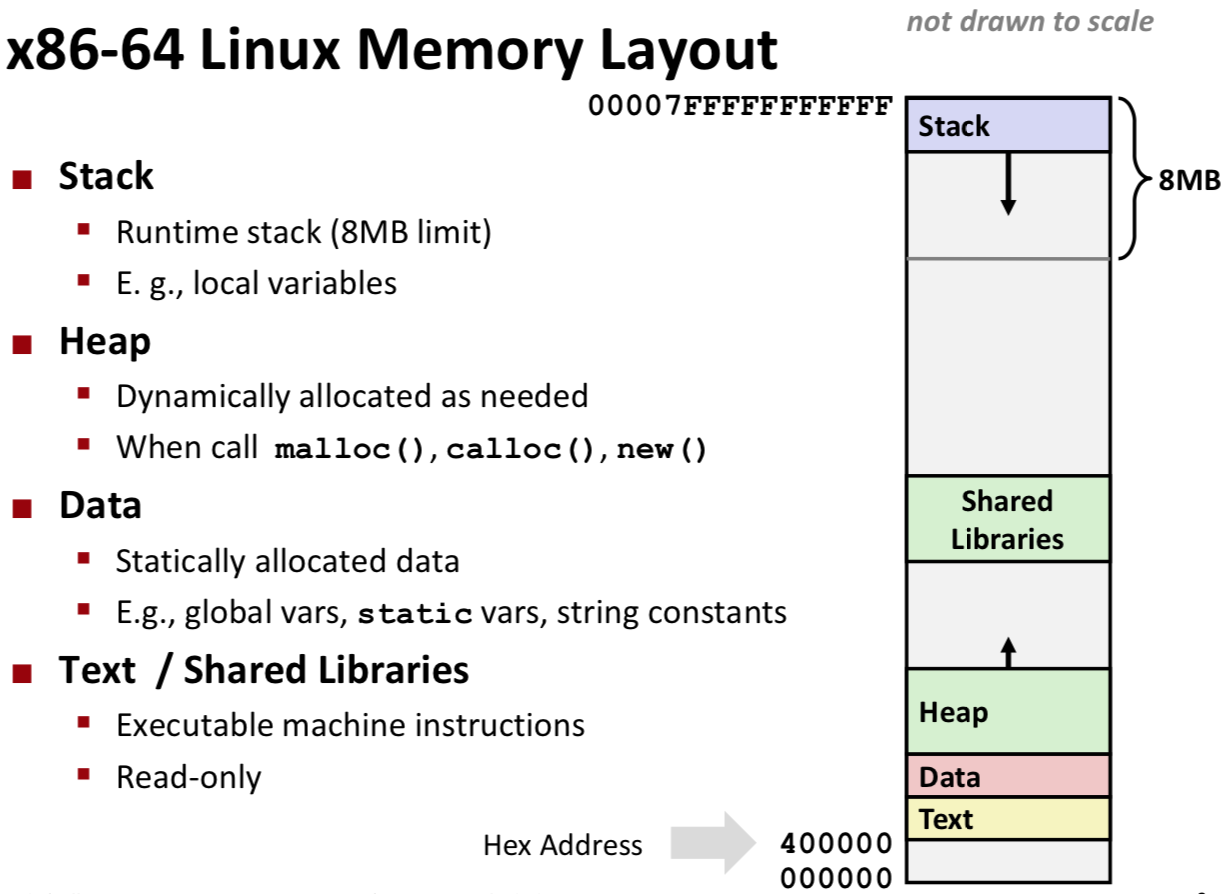 not drawn to scale
x86-64 Linux Memory Layout
00007FFFFFFFFFFF
Stack
8MB
■ Stack
▪ Runtime stack (8MB limit)
▪ E. g., local variables
■ Heap
▪ Dynamically allocated as needed
▪ When call malloc(), calloc(), new()
■ Data
▪ Statically allocated data
▪ E.g., global vars, static vars, string constants
■ Text / Shared Libraries
▪ Executable machine instructions
▪ Read-only
Shared
Libraries
Heap
Data
Text
Hex Address
400000
000000